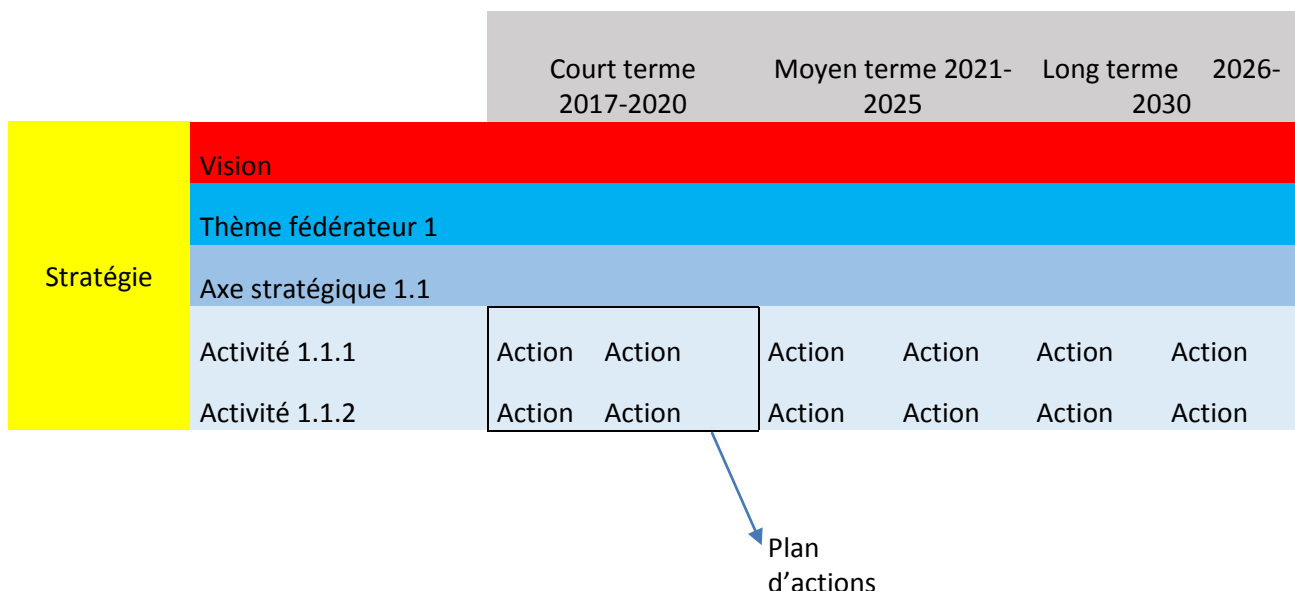 Court terme
2017-2020
Moyen terme 2021-
2025
Long terme 2026-
2030
Stratégie
Vision
Thème fédérateur 1
Axe stratégique 1.1
Activité 1.1.1 Action Action Action Action Action Action
Activité 1.1.2 Action Action Action Action Action Action
Plan
d’actions